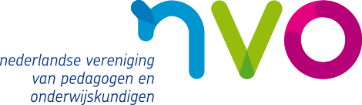 nvo
nederlandse vereniging
van pedagogen en
onderwijskundigen